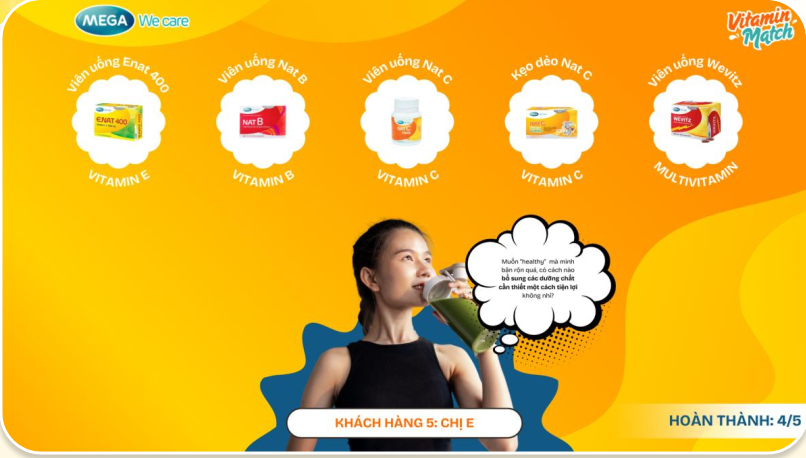 MEGA We care
Vitamin
Match
Viên uống Enat 400
Viên uống Nat B
Viên uống Nat C
Kẹo dẻo Nat C
Viên uống Wevitz
ENAT 400
NAT B
NAT C
NAT C
WEVITZ
VITAMIN E
VITAMIN B
VITAMIN C
VITAMIN C
MULTIVITAMIN
Muốn "healthy" mà mình
bận rộn quá, có cách nào
bổ sung các dưỡng chất
cần thiết một cách tiện lợi
không nhỉ?
KHÁCH HÀNG 5: CHỊ E
HOÀN THÀNH: 4/5